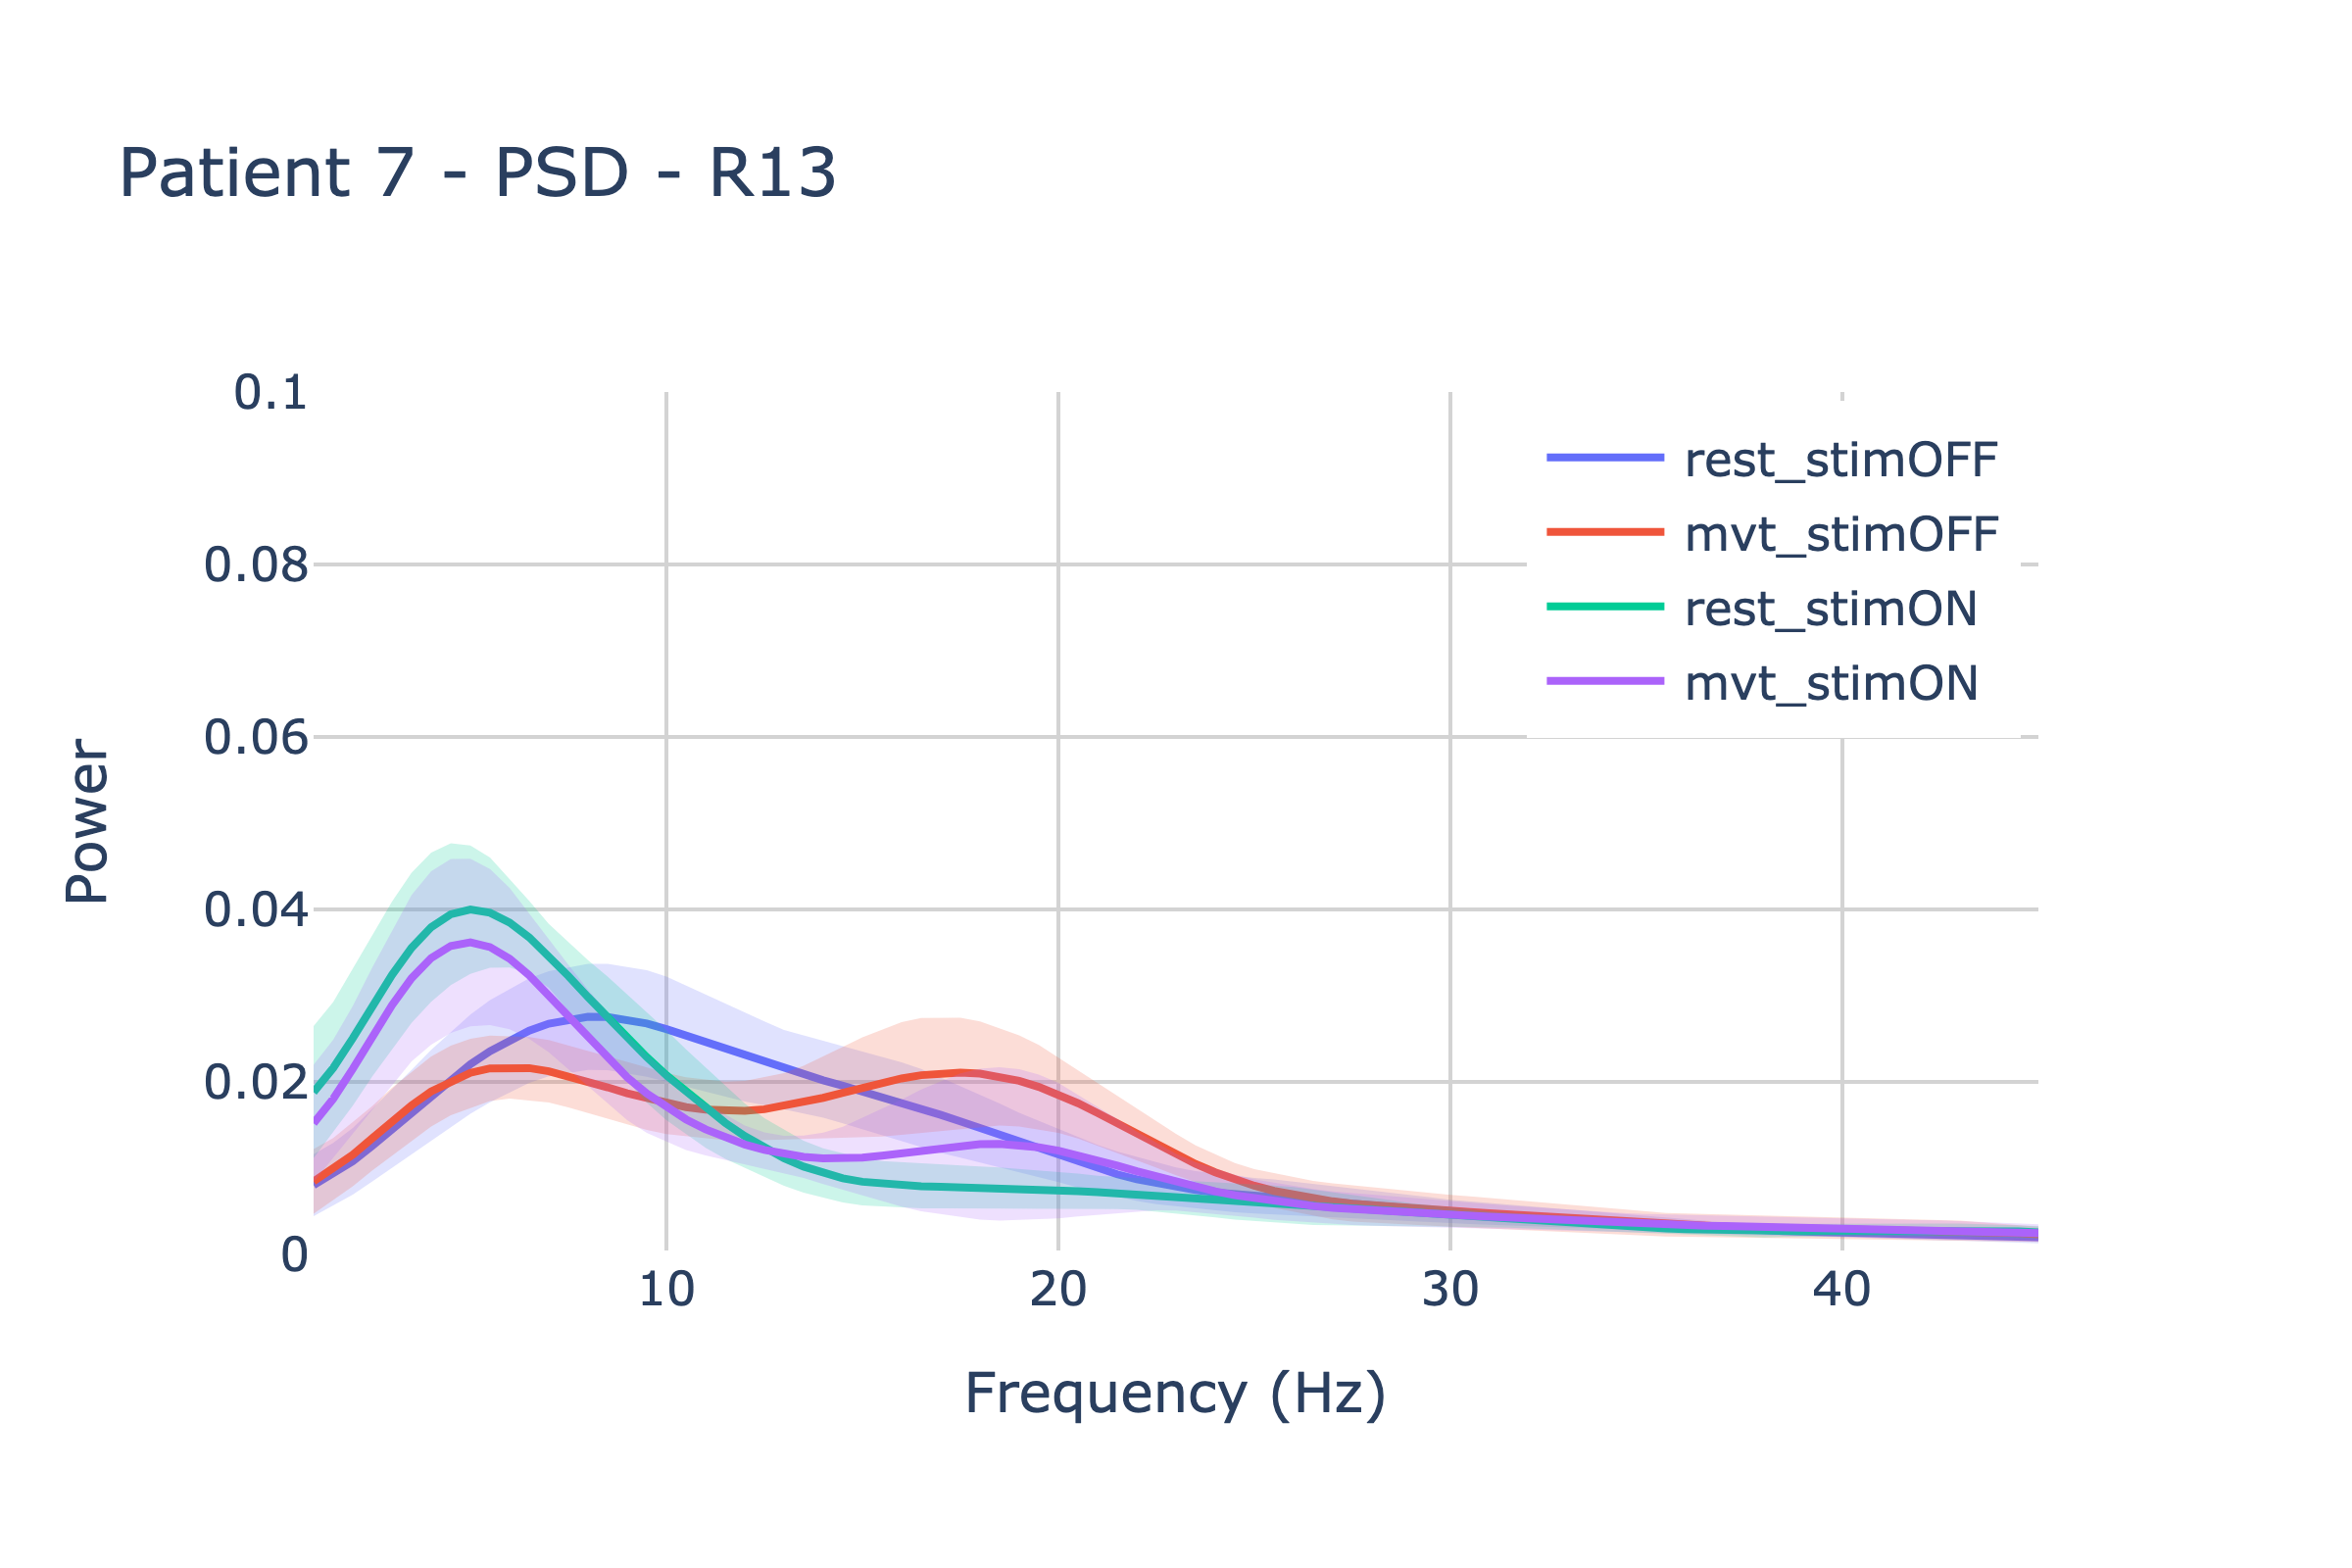 Patient 7 - PSD - R13
0.1
0.08
0.06
0.04
0.02
0
Power
10 20 30 40
Frequency (Hz)
rest_stimOFF
mvt_stimOFF
rest_stimON
mvt_stimON